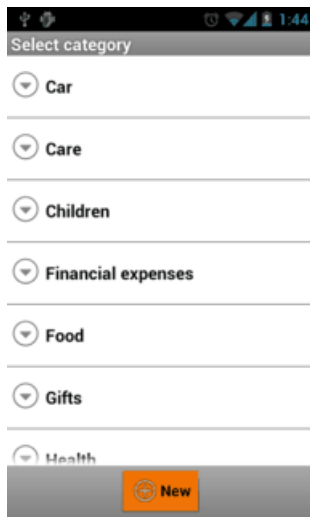 1:44
Select category
Car
Care
Children
Financial expenses
Food
Gifts
Health
New